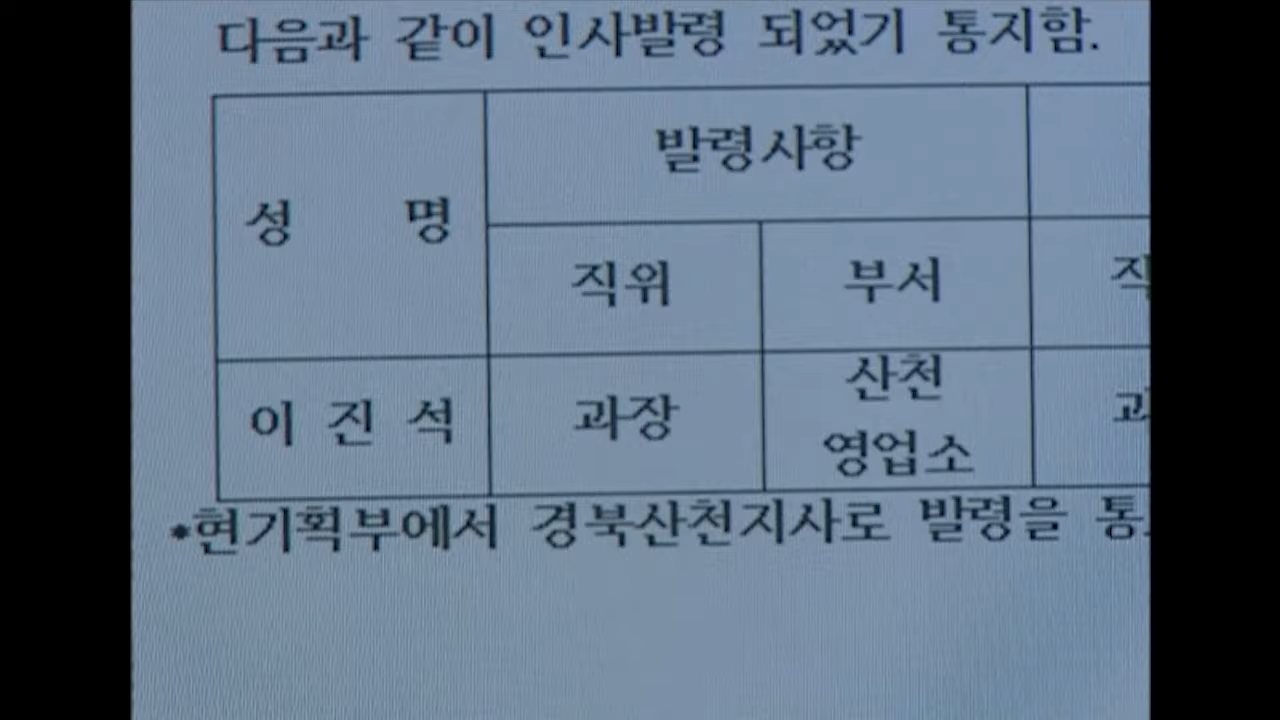 다음과 같이 인사발령 되었기 통지함.
성 명
발령사항
직위 부서
이 진 석 과장 산천
영업소
*현기획부에서 경북산천지사로 발령을